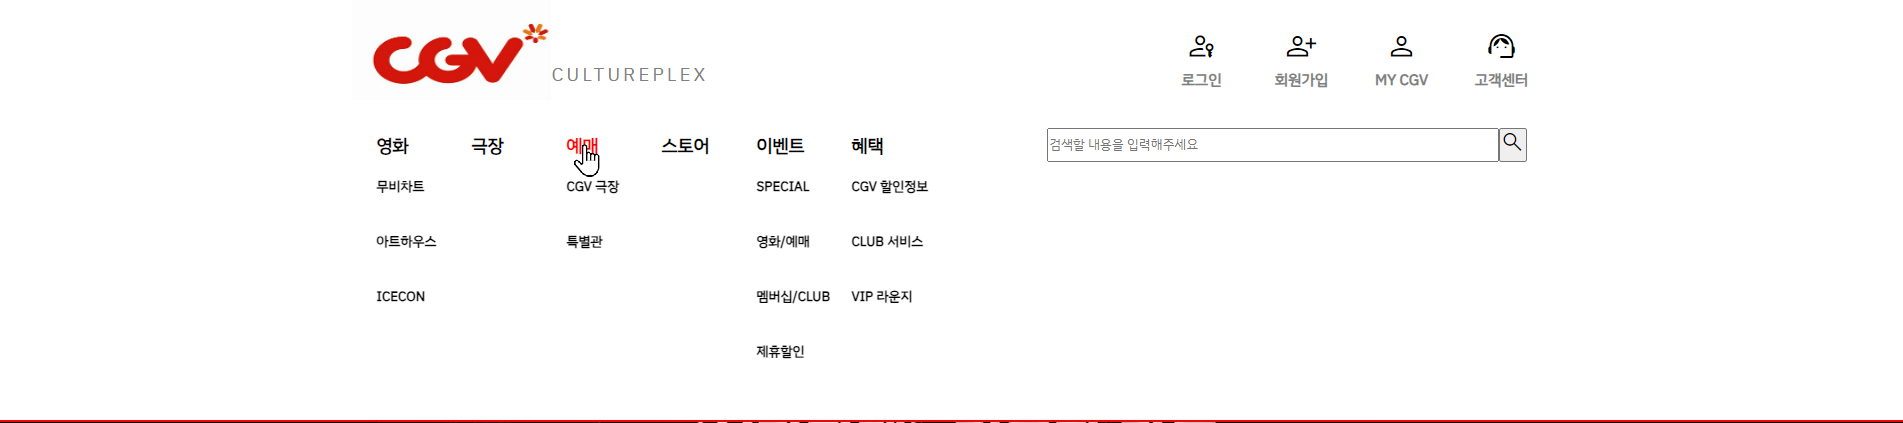 CGV
CULTUREPLEX
로그인 회원가입 MY CGV 고객센터
영화 극장 예매 스토어 이벤트 혜택 검색할 내용을 입력해주세요
무비차트 CGV 극장 SPECIAL CGV 할인정보
아트하우스 특별관 영화/예매 CLUB 서비스
ICECON 멤버십/CLUB VIP 라운지
제휴할인